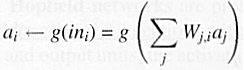 a_i ← g(in_i) = g ( ∑_j W_{j,i} a_j )